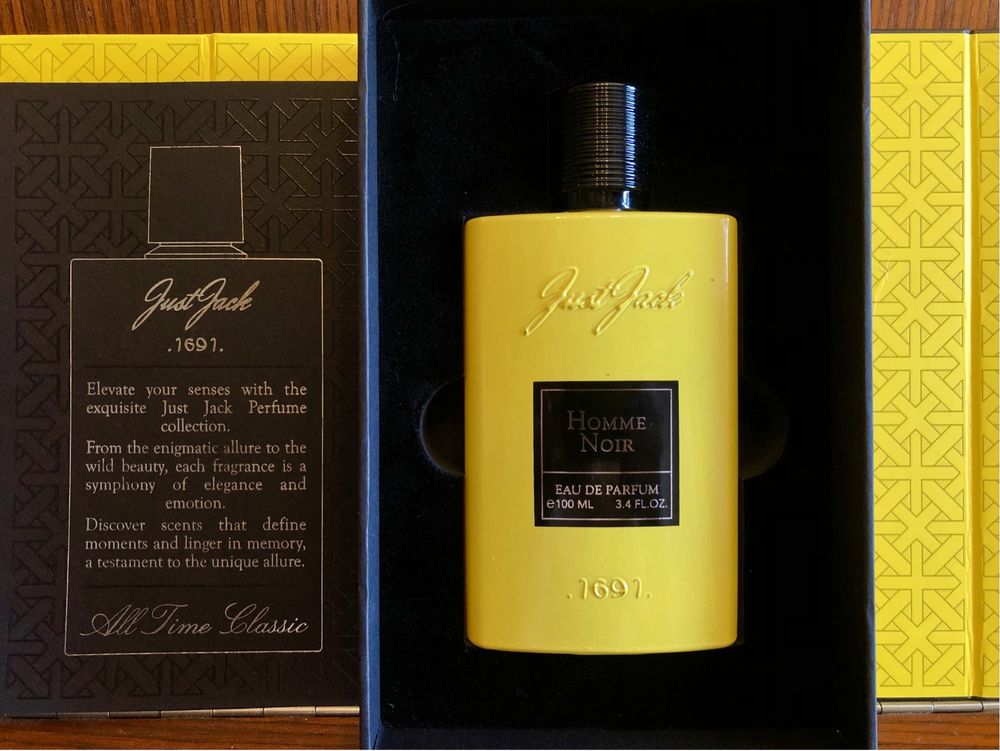 Just Jack
.1691.
Elevate your senses with the
exquisite Just Jack Perfume
collection.
From the enigmatic allure to the
wild beauty, each fragrance is a
symphony of elegance and
emotion.
Discover scents that define
moments and linger in memory,
a testament to the unique allure.
All Time Classic
Just Jack
HOMME
NOIR
EAU DE PARFUM
e100 ML 3.4 FL.OZ.
.1691.